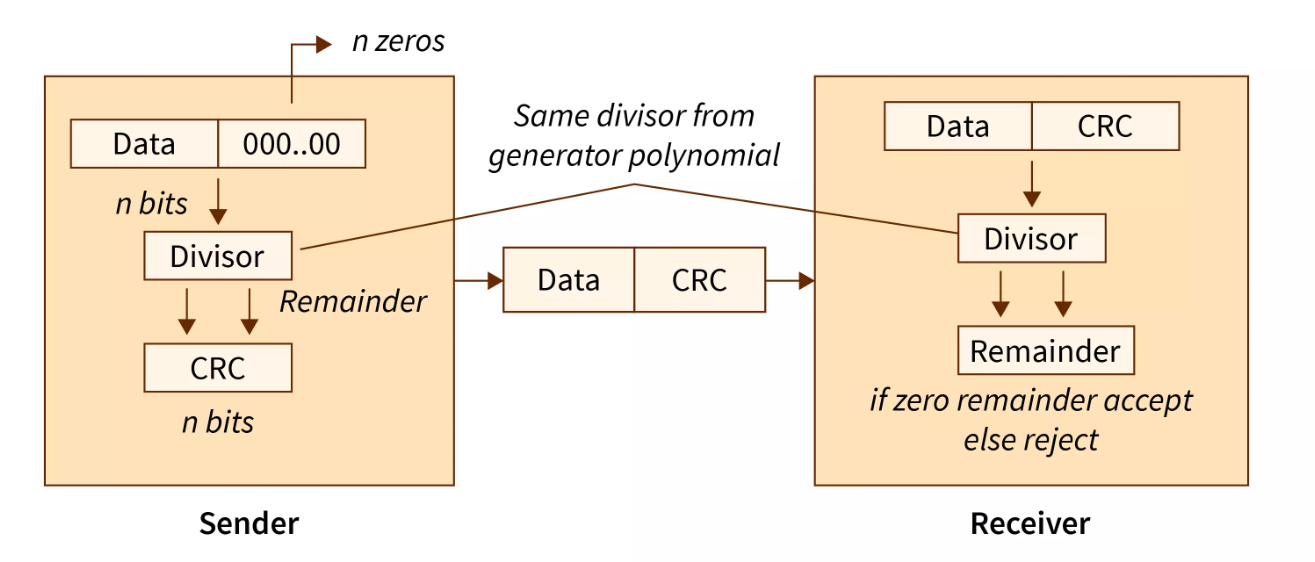 n zeros
Data
000..00
n bits
Divisor
Remainder
CRC
n bits
Sender
Same divisor from
generator polynomial
Data
CRC
Data
CRC
Divisor
Remainder
if zero remainder accept
else reject
Receiver